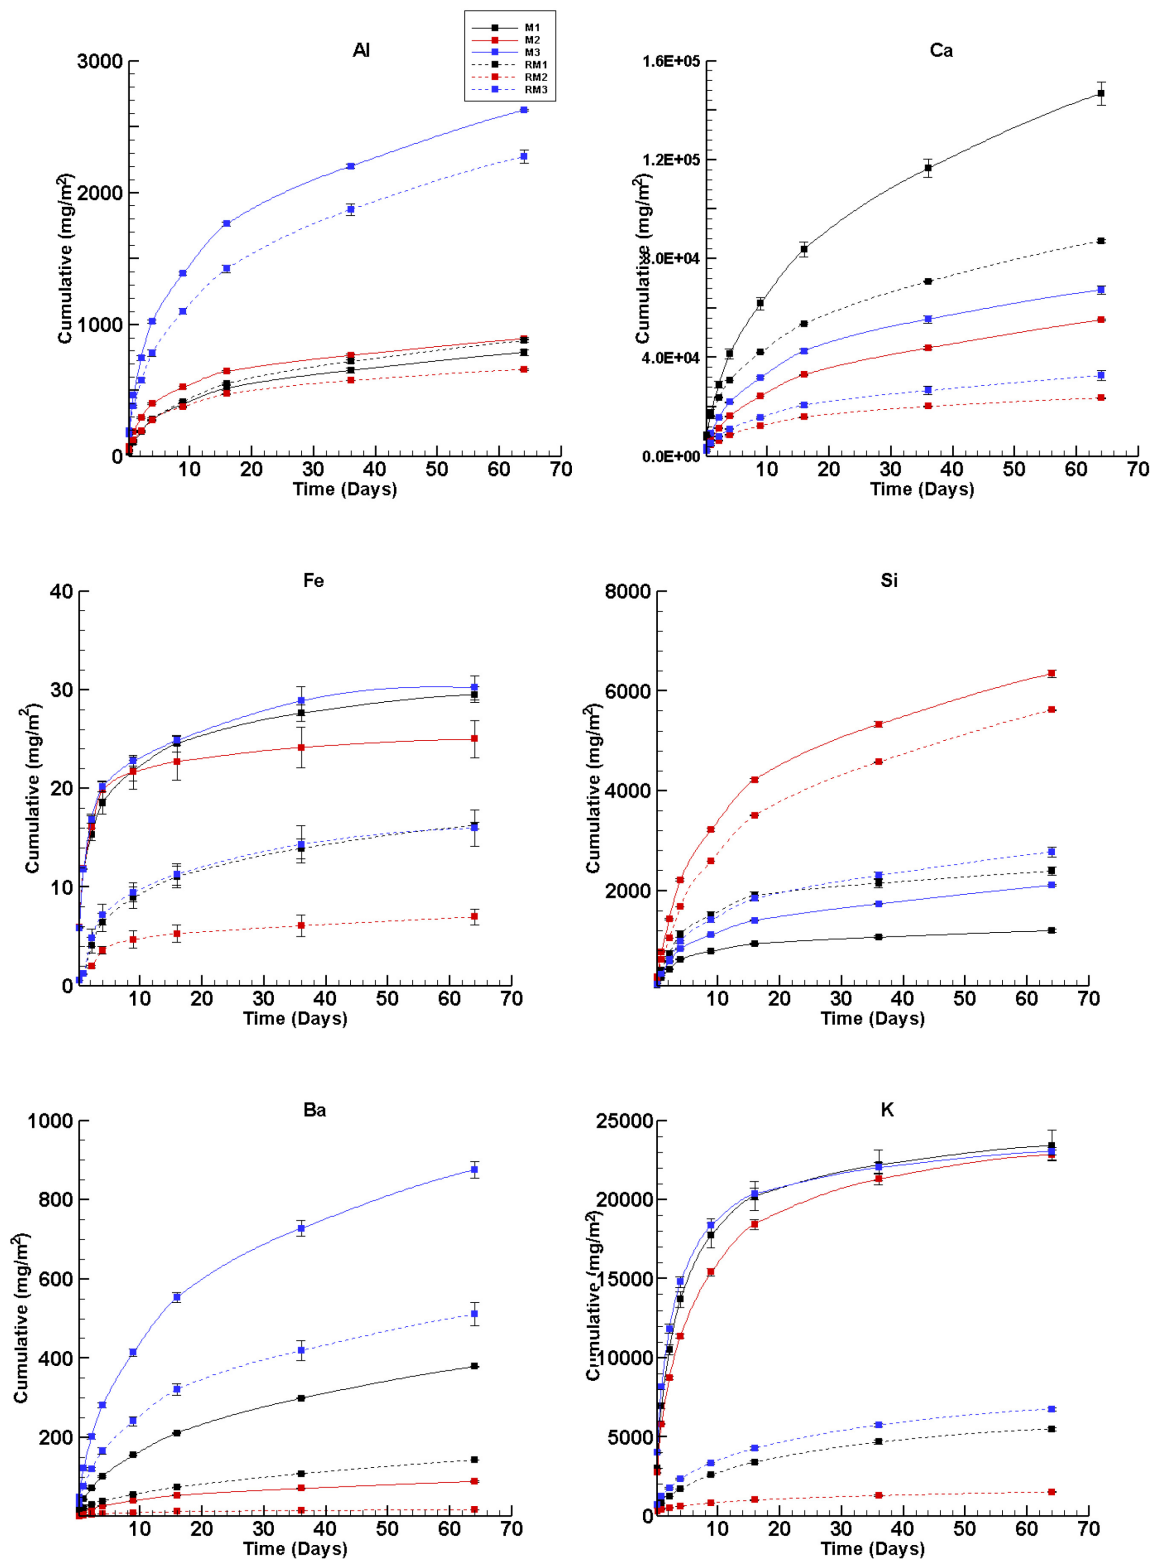 M1
M2
M3
RM1
RM2
RM3
Al
3000
2000
1000
0
Cumulative (mg/m²)
10 20 30 40 50 60 70
Time (Days)
Ca
1.6E+05
1.2E+05
8.0E+04
4.0E+04
0.0E+00
Cumulative (mg/m²)
10 20 30 40 50 60 70
Time (Days)
Fe
40
30
20
10
0
Cumulative (mg/m²)
10 20 30 40 50 60 70
Time (Days)
Si
8000
6000
4000
2000
Cumulative (mg/m²)
10 20 30 40 50 60 70
Time (Days)
Ba
1000
800
600
400
200
Cumulative (mg/m²)
10 20 30 40 50 60 70
Time (Days)
K
25000
20000
15000
10000
5000
0
Cumulative (mg/m²)
10 20 30 40 50 60 70
Time (Days)